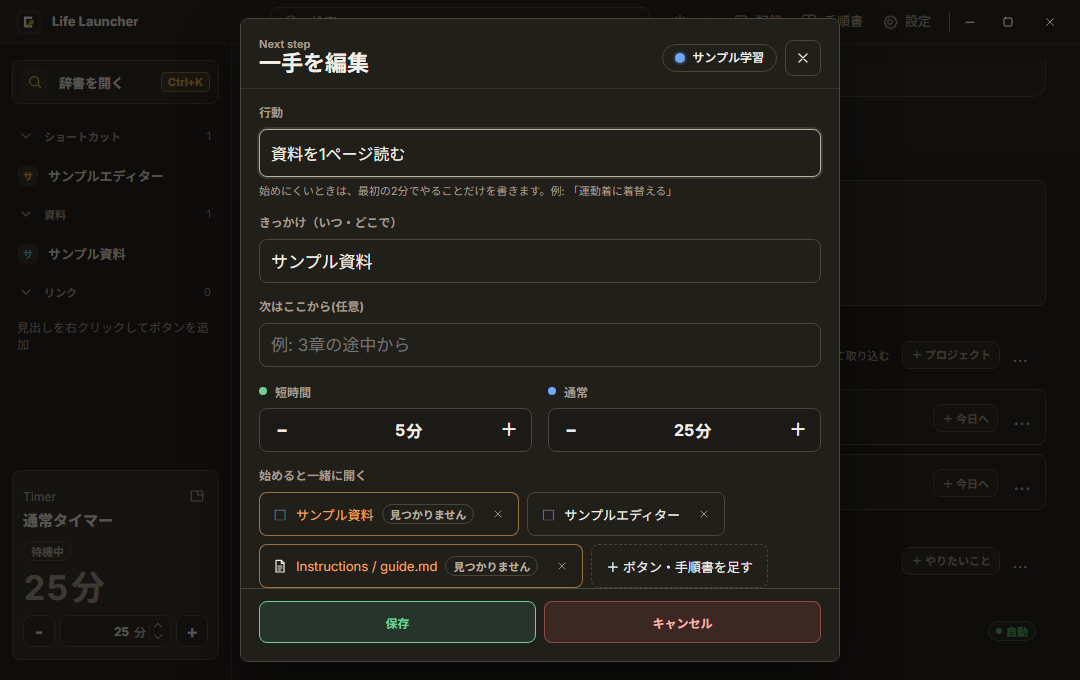 Life Launcher
検索
記録
手順書
設定
辞書を開く
Ctrl+K
ショートカット
1
サ
サンプルエディター
資料
1
サ
サンプル資料
リンク
0
見出しを右クリックしてボタンを追
加
Timer
通常タイマー
待機中
25分
-
25 分
+
Next step
一手を編集
サンプル学習
行動
資料を1ページ読む
始めにくいときは、最初の2分でやることだけを書きます。例: 「運動着に着替える」
きっかけ（いつ・どこで）
サンプル資料
次はここから(任意)
例: 3章の途中から
短時間
通常
5分
25分
始めると一緒に開く
サンプル資料
見つかりません
サンプルエディター
Instructions / guide.md
見つかりません
+ ボタン・手順書を足す
保存
キャンセル
て取り込む
+ プロジェクト
...
+ 今日へ
...
+ 今日へ
...
+ やりたいこと
...
自動